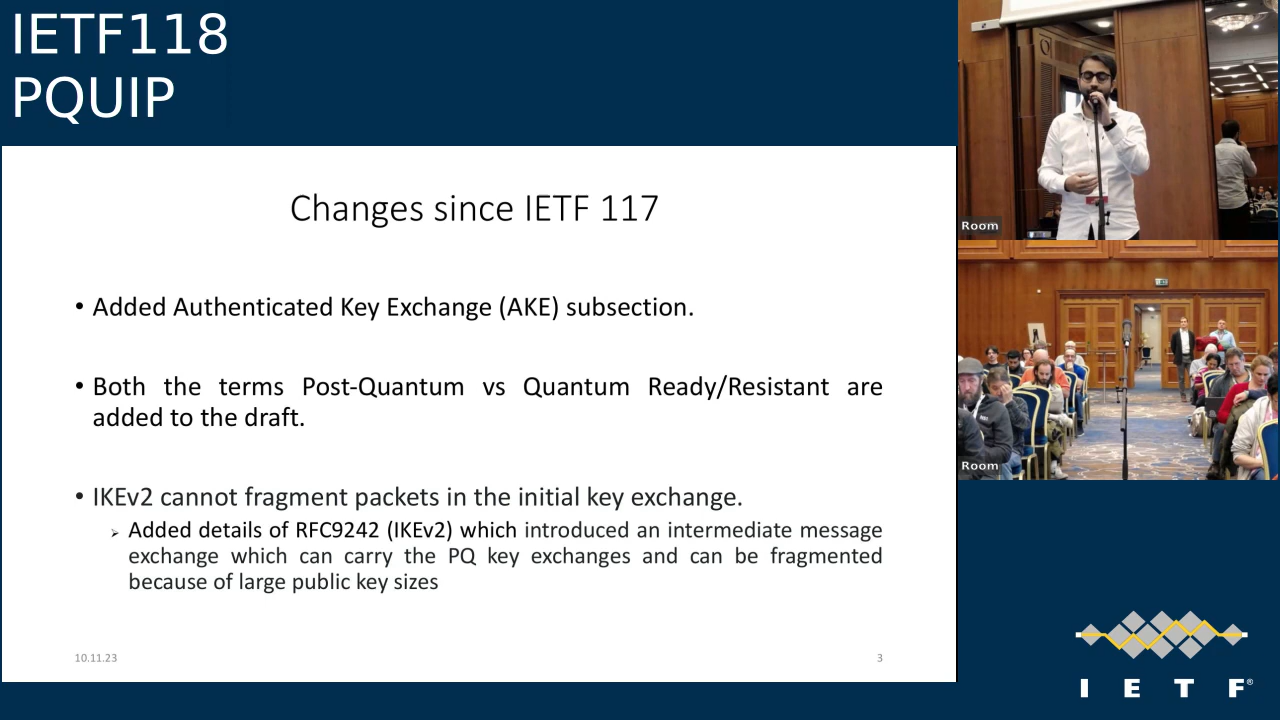 IETF118
PQUIP
Changes since IETF 117
• Added Authenticated Key Exchange (AKE) subsection.
• Both the terms Post-Quantum vs Quantum Ready/Resistant are
added to the draft.
• IKEv2 cannot fragment packets in the initial key exchange.
➢ Added details of RFC9242 (IKEv2) which introduced an intermediate message
exchange which can carry the PQ key exchanges and can be fragmented
because of large public key sizes
10.11.23
3
Room
Room
I E T F®